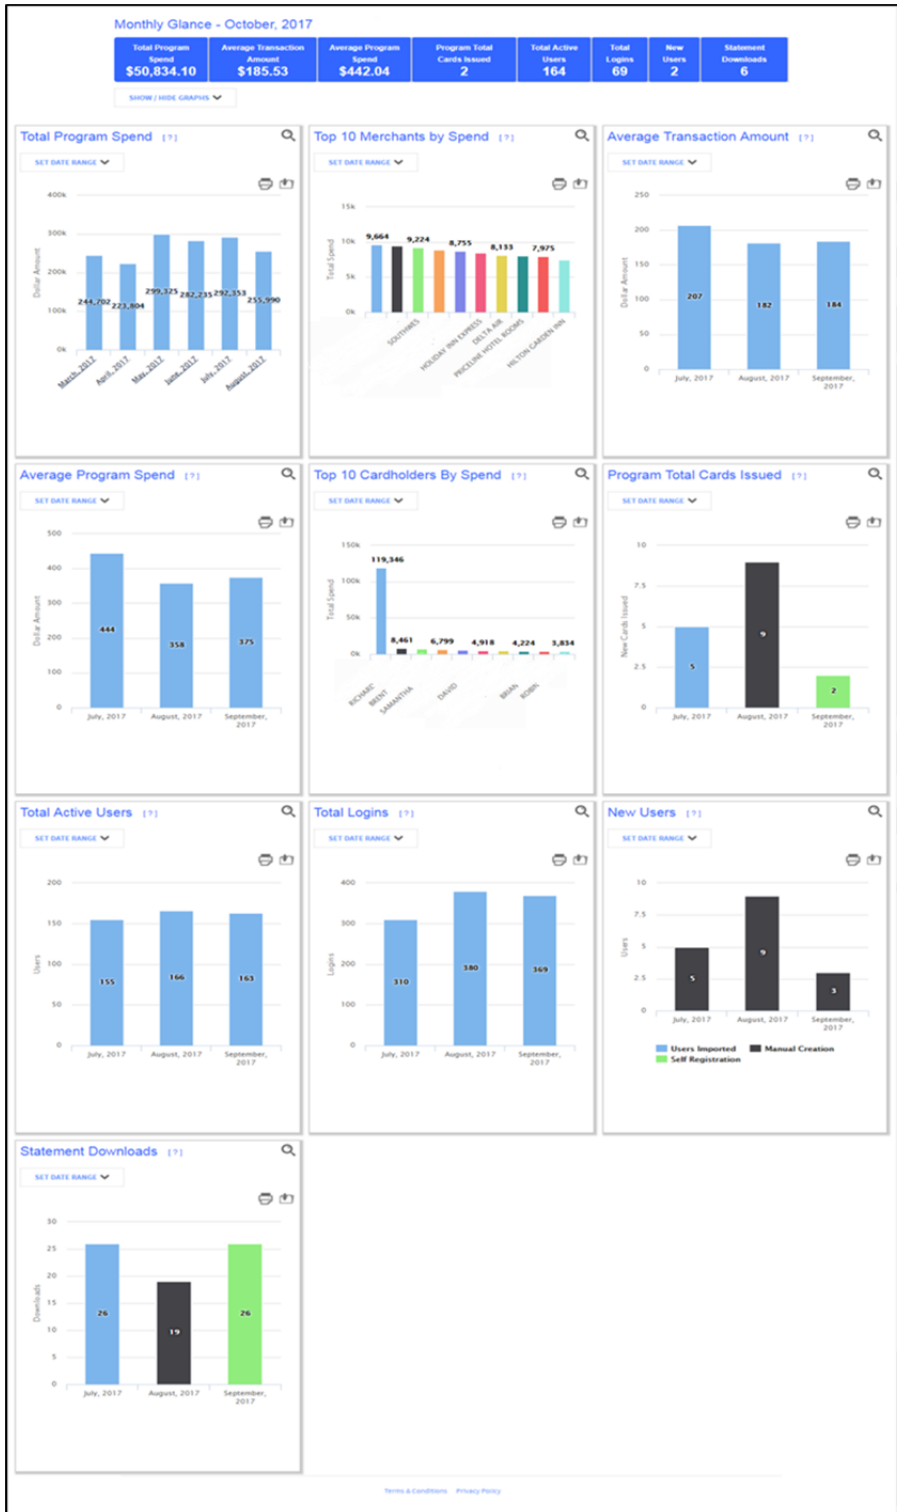 Monthly Glance - October, 2017
Total Program Spend $50,834.10
Average Transaction Amount $185.53
Average Program Spend $442.04
Program Total Cards Issued 2
Total Active Users 164
Total Logins 69
New Users 2
Statement Downloads 6
SHOW / HIDE GRAPHS
Total Program Spend [?]
SET DATE RANGE
400k
300k
200k
100k
0k
Dollar Amount
244,702 223,804 299,325 282,235 292,353 255,990
March, 2017 April, 2017 May, 2017 June, 2017 July, 2017 August, 2017
Top 10 Merchants by Spend [?]
SET DATE RANGE
15k
10k
5k
0k
Total Spend
9,664 9,224 8,755 8,133 7,975
SOUTHWES HOLIDAY INN EXPRESS DELTA AIR PRICELINE HOTEL ROOMS HILTON GARDEN INN
Average Transaction Amount [?]
SET DATE RANGE
250
200
150
100
50
0
Dollar Amount
207 182 184
July, 2017 August, 2017 September, 2017
Average Program Spend [?]
SET DATE RANGE
500
400
300
200
100
0
Dollar Amount
444 358 375
July, 2017 August, 2017 September, 2017
Top 10 Cardholders By Spend [?]
SET DATE RANGE
150k
100k
50k
0k
Total Spend
119,346 8,461 6,799 4,918 4,224 3,834
RICHARD BRENT SAMANTHA DAVID BRIAN ROBIN
Program Total Cards Issued [?]
SET DATE RANGE
10
7.5
5
2.5
0
New Cards Issued
5 9 2
July, 2017 August, 2017 September, 2017
Total Active Users [?]
SET DATE RANGE
200
150
100
50
0
Users
155 166 163
July, 2017 August, 2017 September, 2017
Total Logins [?]
SET DATE RANGE
400
300
200
100
0
Logins
310 380 369
July, 2017 August, 2017 September, 2017
New Users [?]
SET DATE RANGE
10
7.5
5
2.5
0
Users
5 9 3
July, 2017 August, 2017 September, 2017
Users Imported Manual Creation
Self Registration
Statement Downloads [?]
SET DATE RANGE
30
25
20
15
10
5
0
Downloads
26 19 26
July, 2017 August, 2017 September, 2017
Terms & Conditions Privacy Policy